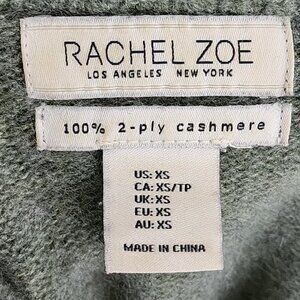 RACHEL ZOE
LOS ANGELES NEW YORK
100% 2-ply cashmere
US: XS
CA: XS/TP
UK: XS
EU: XS
AU: XS
MADE IN CHINA